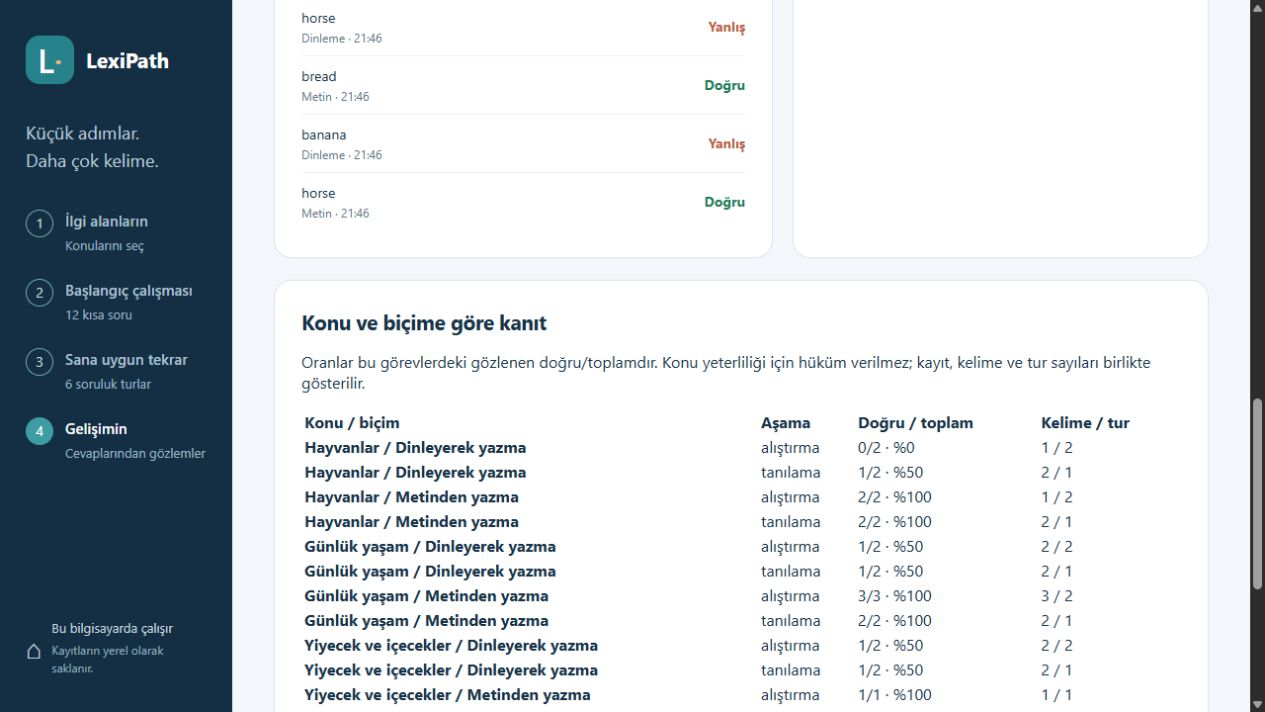 L.
LexiPath
Küçük adımlar.
Daha çok kelime.
1
İlgi alanların
Konularını seç
2
Başlangıç çalışması
12 kısa soru
3
Sana uygun tekrar
6 soruluk turlar
4
Gelişimin
Cevaplarından gözlemler
Bu bilgisayarda çalışır
Kayıtların yerel olarak
saklanır.
horse
Dinleme · 21:46
Yanlış
bread
Metin · 21:46
Doğru
banana
Dinleme · 21:46
Yanlış
horse
Metin · 21:46
Doğru
Konu ve biçime göre kanıt
Oranlar bu görevlerdeki gözlenen doğru/toplamdır. Konu yeterliliği için hüküm verilmez; kayıt, kelime ve tur sayıları birlikte
gösterilir.
Konu / biçim Aşama Doğru / toplam Kelime / tur
Hayvanlar / Dinleyerek yazma alıştırma 0/2 · %0 1 / 2
Hayvanlar / Dinleyerek yazma tanılama 1/2 · %50 2 / 1
Hayvanlar / Metinden yazma alıştırma 2/2 · %100 1 / 2
Hayvanlar / Metinden yazma tanılama 2/2 · %100 2 / 1
Günlük yaşam / Dinleyerek yazma alıştırma 1/2 · %50 2 / 2
Günlük yaşam / Dinleyerek yazma tanılama 1/2 · %50 2 / 1
Günlük yaşam / Metinden yazma alıştırma 3/3 · %100 3 / 2
Günlük yaşam / Metinden yazma tanılama 2/2 · %100 2 / 1
Yiyecek ve içecekler / Dinleyerek yazma alıştırma 1/2 · %50 2 / 2
Yiyecek ve içecekler / Dinleyerek yazma tanılama 1/2 · %50 2 / 1
Yiyecek ve içecekler / Metinden yazma alıştırma 1/1 · %100 1 / 1